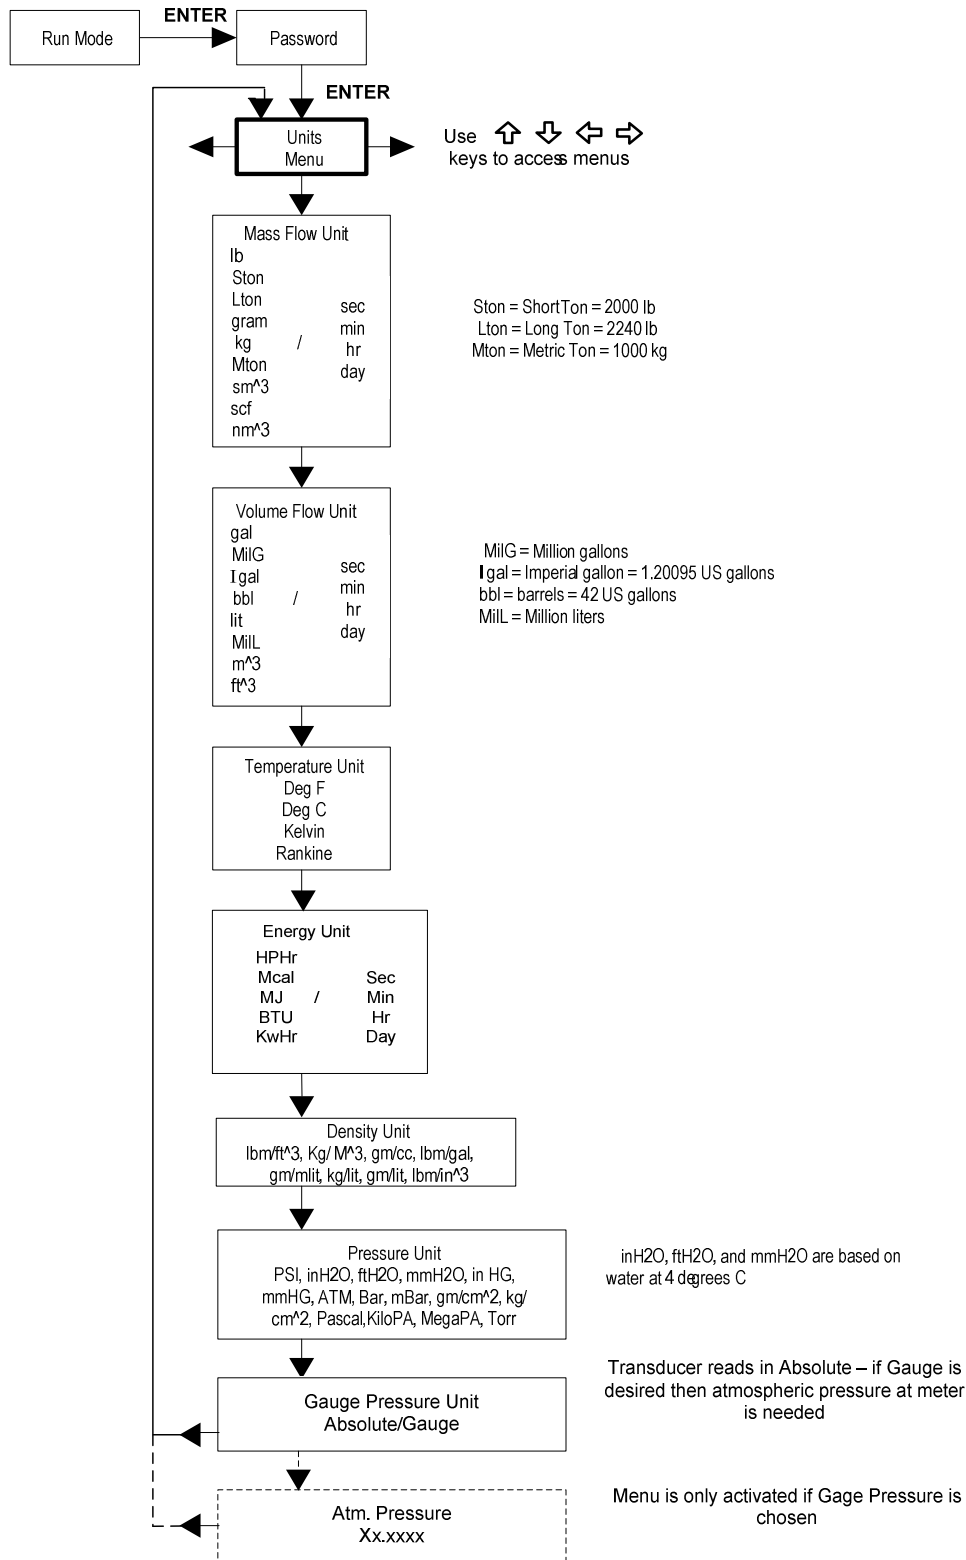 ENTER
Run Mode
Password
ENTER
Units
Menu
Use
keys to access menus
Mass Flow Unit
lb
Ston
Lton
gram
kg
Mton
sm^3
scf
nm^3
/
sec
min
hr
day
Ston = Short Ton = 2000 lb
Lton = Long Ton = 2240 lb
Mton = Metric Ton = 1000 kg
Volume Flow Unit
gal
MilG
Igal
bbl
lit
MilL
m^3
ft^3
/
sec
min
hr
day
MilG = Million gallons
Igal = Imperial gallon = 1.20095 US gallons
bbl = barrels = 42 US gallons
MilL = Million liters
Temperature Unit
Deg F
Deg C
Kelvin
Rankine
Energy Unit
HPHr
Mcal
MJ
BTU
KwHr
/
Sec
Min
Hr
Day
Density Unit
lbm/ft^3, Kg/ M^3, gm/cc, lbm/gal,
gm/mlit, kg/lit, gm/lit, lbm/in^3
Pressure Unit
PSI, inH2O, ftH2O, mmH2O, in HG,
mmHG, ATM, Bar, mBar, gm/cm^2, kg/
cm^2, Pascal,KiloPA, MegaPA, Torr
inH2O, ftH2O, and mmH2O are based on
water at 4 degrees C
Gauge Pressure Unit
Absolute/Gauge
Transducer reads in Absolute – if Gauge is
desired then atmospheric pressure at meter
is needed
Atm. Pressure
Xx.xxxx
Menu is only activated if Gage Pressure is
chosen